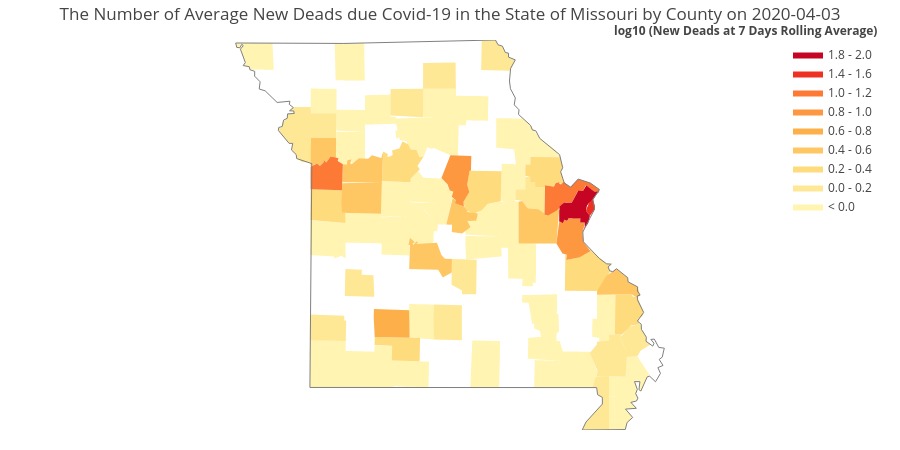 The Number of Average New Deads due Covid-19 in the State of Missouri by County on 2020-04-03
log10 (New Deads at 7 Days Rolling Average)
1.8 - 2.0
1.4 - 1.6
1.0 - 1.2
0.8 - 1.0
0.6 - 0.8
0.4 - 0.6
0.2 - 0.4
0.0 - 0.2
< 0.0